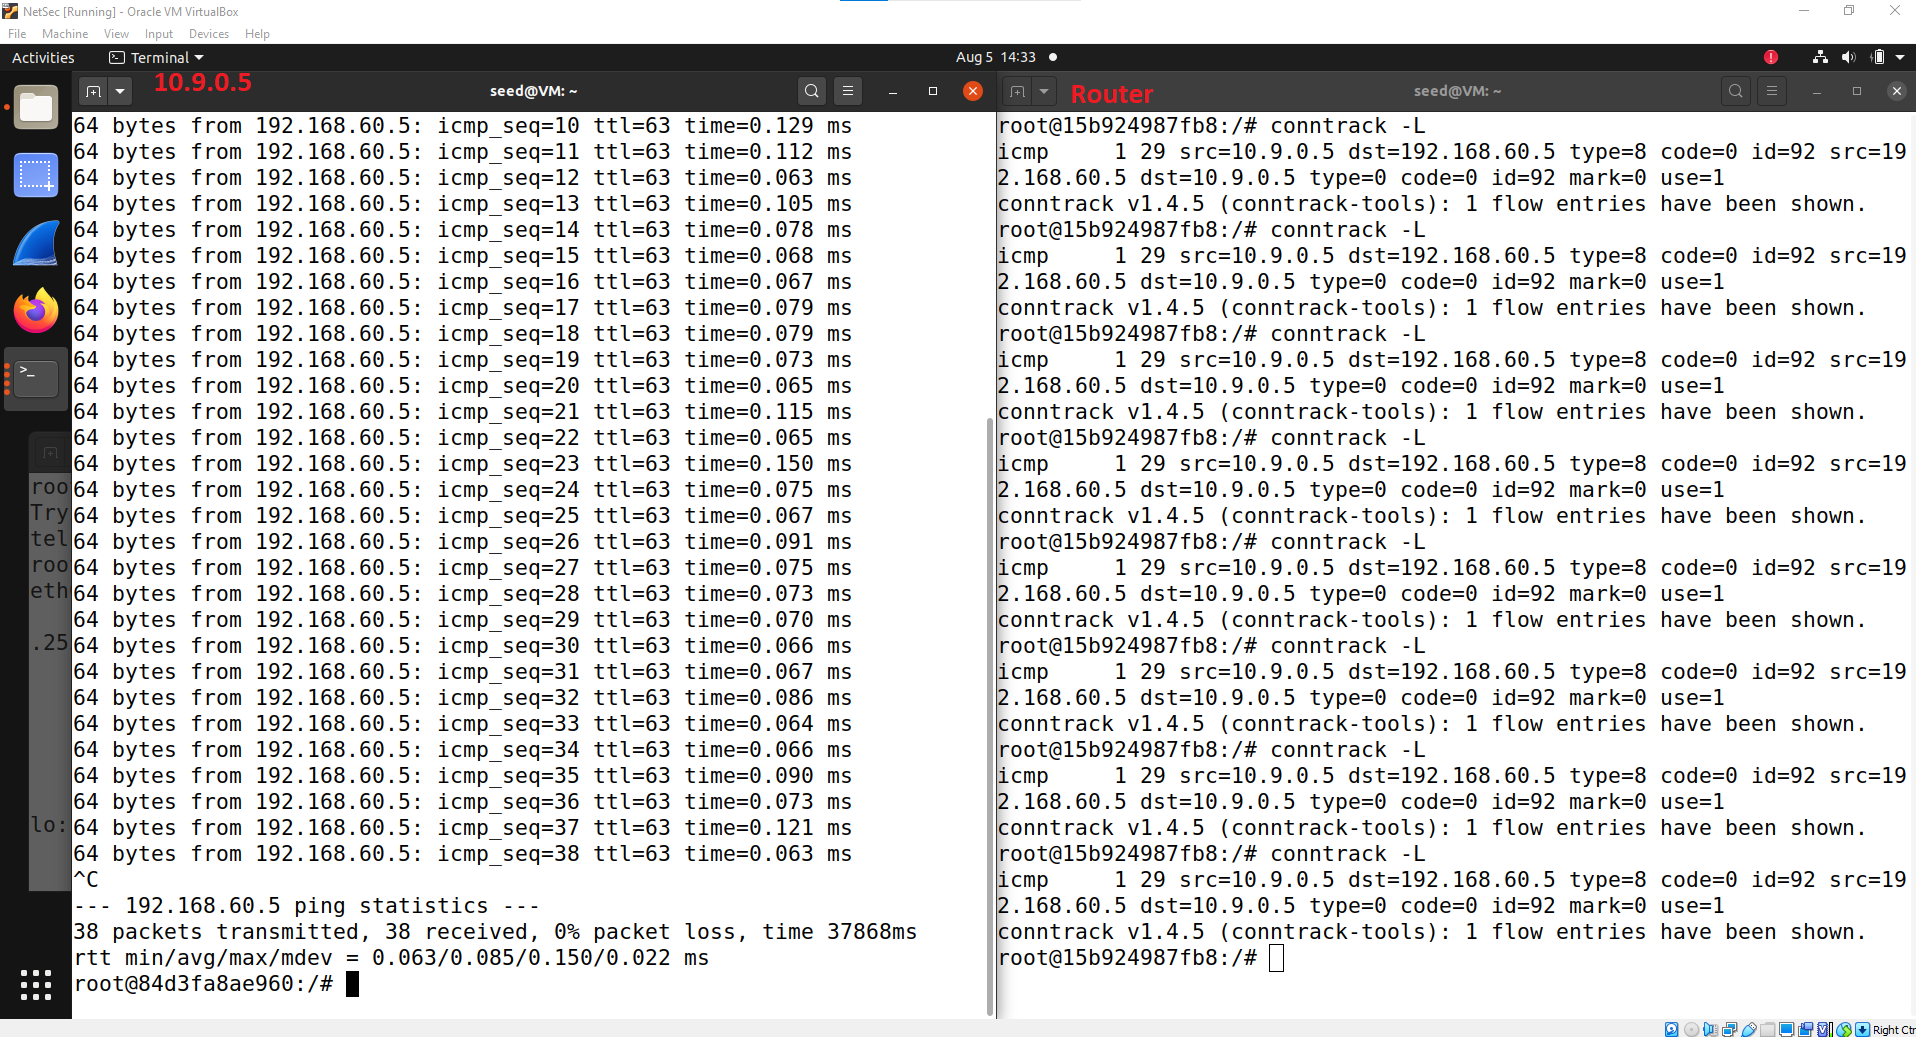 NetSec [Running] - Oracle VM VirtualBox
File Machine View Input Devices Help
Activities Terminal Aug 5 14:33
10.9.0.5 seed@VM: ~
64 bytes from 192.168.60.5: icmp_seq=10 ttl=63 time=0.129 ms
64 bytes from 192.168.60.5: icmp_seq=11 ttl=63 time=0.112 ms
64 bytes from 192.168.60.5: icmp_seq=12 ttl=63 time=0.063 ms
64 bytes from 192.168.60.5: icmp_seq=13 ttl=63 time=0.105 ms
64 bytes from 192.168.60.5: icmp_seq=14 ttl=63 time=0.078 ms
64 bytes from 192.168.60.5: icmp_seq=15 ttl=63 time=0.068 ms
64 bytes from 192.168.60.5: icmp_seq=16 ttl=63 time=0.067 ms
64 bytes from 192.168.60.5: icmp_seq=17 ttl=63 time=0.079 ms
64 bytes from 192.168.60.5: icmp_seq=18 ttl=63 time=0.079 ms
64 bytes from 192.168.60.5: icmp_seq=19 ttl=63 time=0.073 ms
64 bytes from 192.168.60.5: icmp_seq=20 ttl=63 time=0.065 ms
64 bytes from 192.168.60.5: icmp_seq=21 ttl=63 time=0.115 ms
64 bytes from 192.168.60.5: icmp_seq=22 ttl=63 time=0.065 ms
64 bytes from 192.168.60.5: icmp_seq=23 ttl=63 time=0.150 ms
64 bytes from 192.168.60.5: icmp_seq=24 ttl=63 time=0.075 ms
64 bytes from 192.168.60.5: icmp_seq=25 ttl=63 time=0.067 ms
64 bytes from 192.168.60.5: icmp_seq=26 ttl=63 time=0.091 ms
64 bytes from 192.168.60.5: icmp_seq=27 ttl=63 time=0.075 ms
64 bytes from 192.168.60.5: icmp_seq=28 ttl=63 time=0.073 ms
64 bytes from 192.168.60.5: icmp_seq=29 ttl=63 time=0.070 ms
64 bytes from 192.168.60.5: icmp_seq=30 ttl=63 time=0.066 ms
64 bytes from 192.168.60.5: icmp_seq=31 ttl=63 time=0.067 ms
64 bytes from 192.168.60.5: icmp_seq=32 ttl=63 time=0.086 ms
64 bytes from 192.168.60.5: icmp_seq=33 ttl=63 time=0.064 ms
64 bytes from 192.168.60.5: icmp_seq=34 ttl=63 time=0.066 ms
64 bytes from 192.168.60.5: icmp_seq=35 ttl=63 time=0.090 ms
64 bytes from 192.168.60.5: icmp_seq=36 ttl=63 time=0.073 ms
64 bytes from 192.168.60.5: icmp_seq=37 ttl=63 time=0.121 ms
64 bytes from 192.168.60.5: icmp_seq=38 ttl=63 time=0.063 ms
^C
--- 192.168.60.5 ping statistics ---
38 packets transmitted, 38 received, 0% packet loss, time 37868ms
rtt min/avg/max/mdev = 0.063/0.085/0.150/0.022 ms
root@84d3fa8ae960:/#
Router seed@VM: ~
root@15b924987fb8:/# conntrack -L
icmp 1 29 src=10.9.0.5 dst=192.168.60.5 type=8 code=0 id=92 src=19
2.168.60.5 dst=10.9.0.5 type=0 code=0 id=92 mark=0 use=1
conntrack v1.4.5 (conntrack-tools): 1 flow entries have been shown.
root@15b924987fb8:/# conntrack -L
icmp 1 29 src=10.9.0.5 dst=192.168.60.5 type=8 code=0 id=92 src=19
2.168.60.5 dst=10.9.0.5 type=0 code=0 id=92 mark=0 use=1
conntrack v1.4.5 (conntrack-tools): 1 flow entries have been shown.
root@15b924987fb8:/# conntrack -L
icmp 1 29 src=10.9.0.5 dst=192.168.60.5 type=8 code=0 id=92 src=19
2.168.60.5 dst=10.9.0.5 type=0 code=0 id=92 mark=0 use=1
conntrack v1.4.5 (conntrack-tools): 1 flow entries have been shown.
root@15b924987fb8:/# conntrack -L
icmp 1 29 src=10.9.0.5 dst=192.168.60.5 type=8 code=0 id=92 src=19
2.168.60.5 dst=10.9.0.5 type=0 code=0 id=92 mark=0 use=1
conntrack v1.4.5 (conntrack-tools): 1 flow entries have been shown.
root@15b924987fb8:/# conntrack -L
icmp 1 29 src=10.9.0.5 dst=192.168.60.5 type=8 code=0 id=92 src=19
2.168.60.5 dst=10.9.0.5 type=0 code=0 id=92 mark=0 use=1
conntrack v1.4.5 (conntrack-tools): 1 flow entries have been shown.
root@15b924987fb8:/# conntrack -L
icmp 1 29 src=10.9.0.5 dst=192.168.60.5 type=8 code=0 id=92 src=19
2.168.60.5 dst=10.9.0.5 type=0 code=0 id=92 mark=0 use=1
conntrack v1.4.5 (conntrack-tools): 1 flow entries have been shown.
root@15b924987fb8:/# conntrack -L
icmp 1 29 src=10.9.0.5 dst=192.168.60.5 type=8 code=0 id=92 src=19
2.168.60.5 dst=10.9.0.5 type=0 code=0 id=92 mark=0 use=1
conntrack v1.4.5 (conntrack-tools): 1 flow entries have been shown.
root@15b924987fb8:/# conntrack -L
icmp 1 29 src=10.9.0.5 dst=192.168.60.5 type=8 code=0 id=92 src=19
2.168.60.5 dst=10.9.0.5 type=0 code=0 id=92 mark=0 use=1
conntrack v1.4.5 (conntrack-tools): 1 flow entries have been shown.
root@15b924987fb8:/#
roo
Try
tel
roo
eth
.25
lo:
Right Ctr